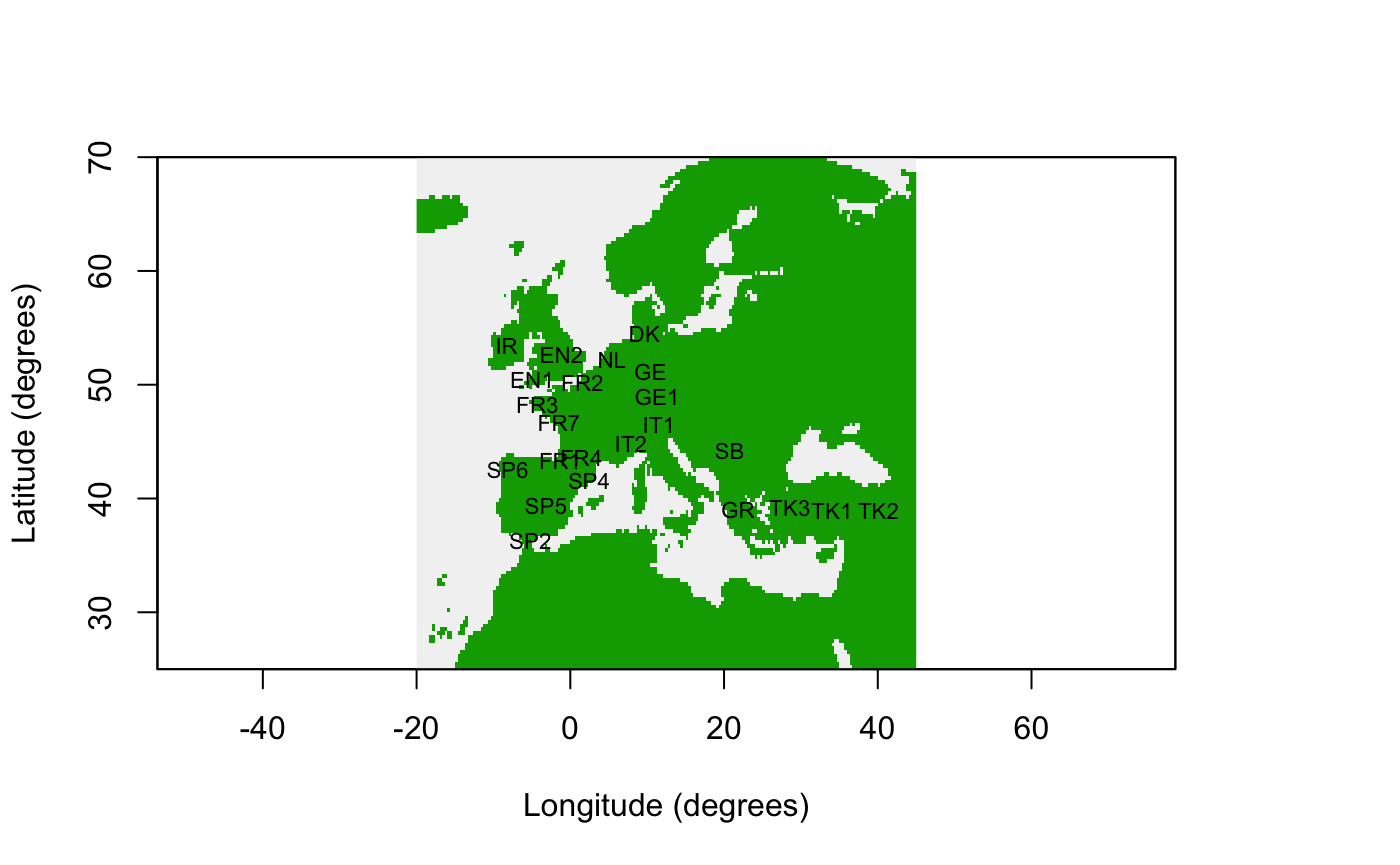 70
60
50
40
30
Latitude (degrees)
DK
IR
EN2
NL
GE
EN1
FR2
GE1
FR3
FR7
IT1
IT2
SB
FR4
SP6
SP4
SP5
GR
TK3
TK1
TK2
SP2
-40
-20
0
20
40
60
Longitude (degrees)